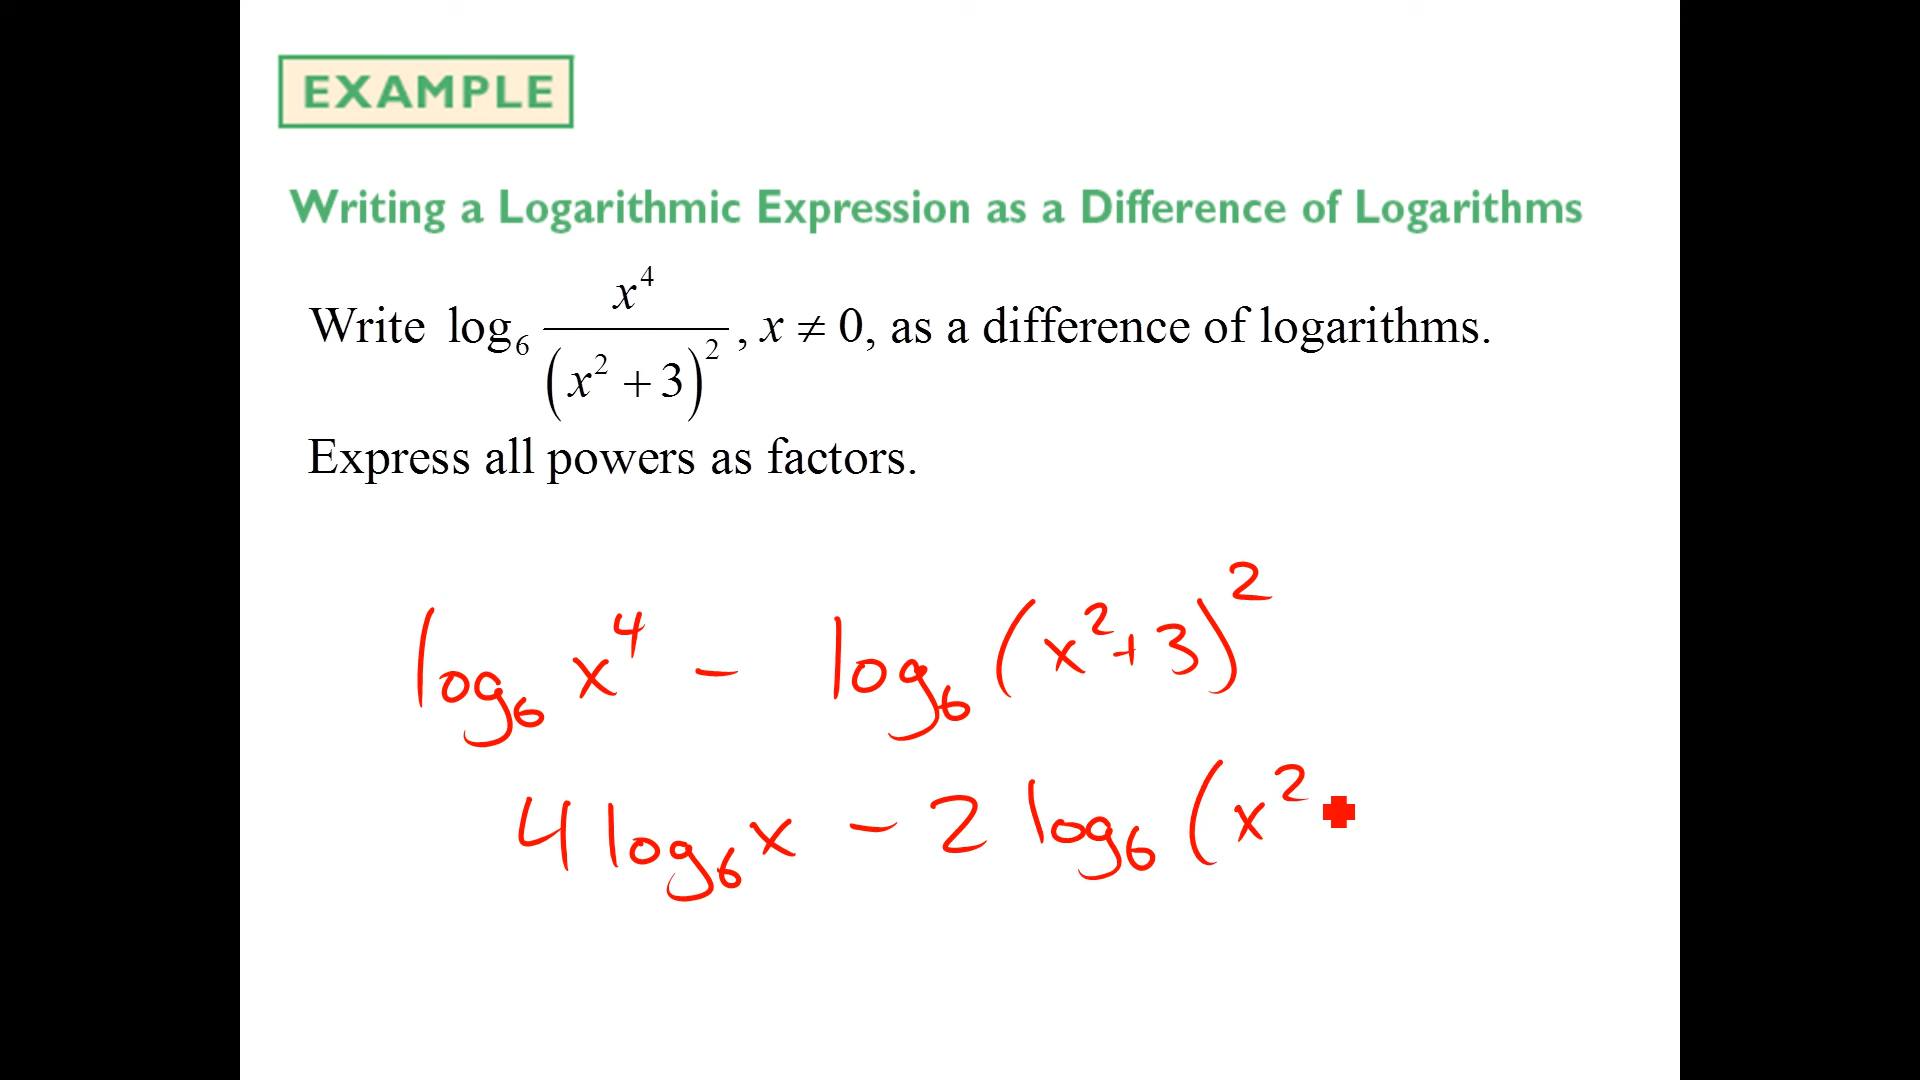 EXAMPLE
Writing a Logarithmic Expression as a Difference of Logarithms
Write log₆ x⁴/(x² + 3)², x ≠ 0, as a difference of logarithms.
Express all powers as factors.
log₆ x⁴ − log₆ (x² + 3)²
4 log₆ x − 2 log₆ (x²